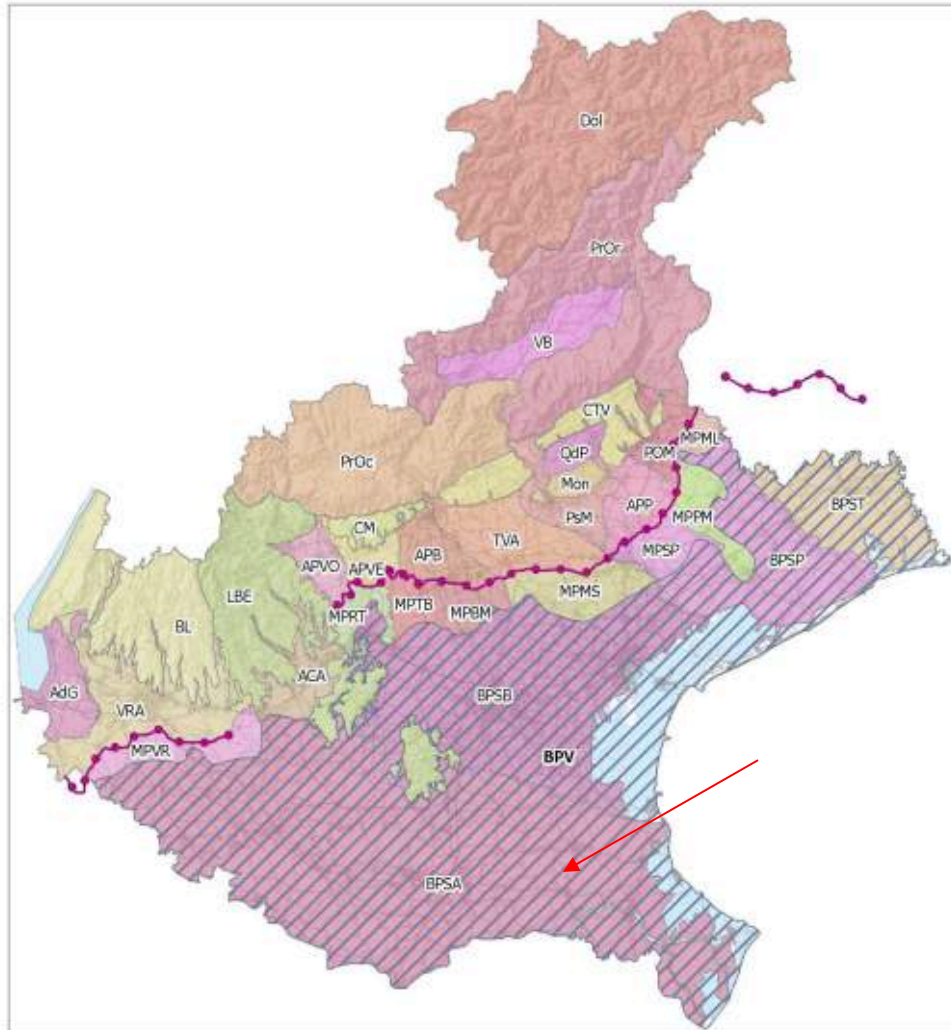 Dol
PrOr
VB
CTV
QdP
POM
MPML
PrOc
Mon
APP
MPPM
BPST
PsM
CM
TVA
APB
APVO
APVE
MPSP
BPSP
LBE
MPMS
MPTB
MPBM
MPRT
BL
ACA
AdG
BPSB
VRA
MPVR
BPV
BPSA